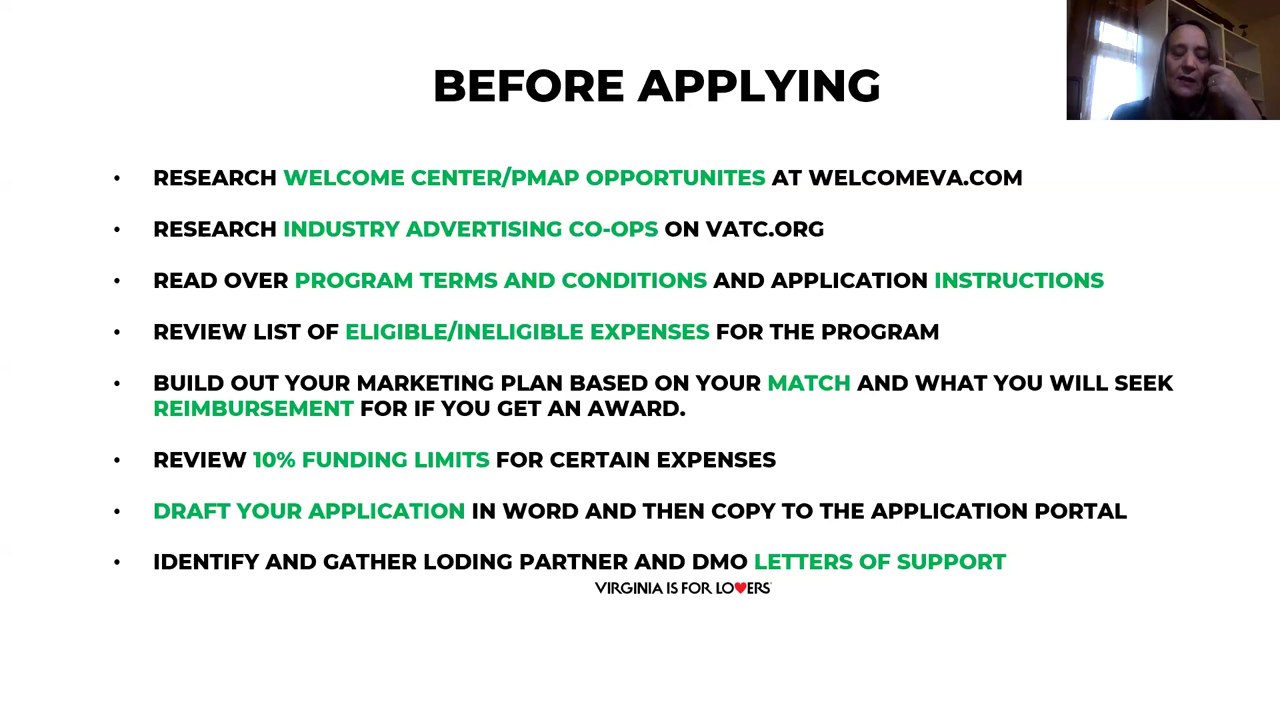 BEFORE APPLYING
• RESEARCH WELCOME CENTER/PMAP OPPORTUNITES AT WELCOMEVA.COM
• RESEARCH INDUSTRY ADVERTISING CO-OPS ON VATC.ORG
• READ OVER PROGRAM TERMS AND CONDITIONS AND APPLICATION INSTRUCTIONS
• REVIEW LIST OF ELIGIBLE/INELIGIBLE EXPENSES FOR THE PROGRAM
• BUILD OUT YOUR MARKETING PLAN BASED ON YOUR MATCH AND WHAT YOU WILL SEEK
REIMBURSEMENT FOR IF YOU GET AN AWARD.
• REVIEW 10% FUNDING LIMITS FOR CERTAIN EXPENSES
• DRAFT YOUR APPLICATION IN WORD AND THEN COPY TO THE APPLICATION PORTAL
• IDENTIFY AND GATHER LODING PARTNER AND DMO LETTERS OF SUPPORT
VIRGINIA IS FOR LO♥ERS